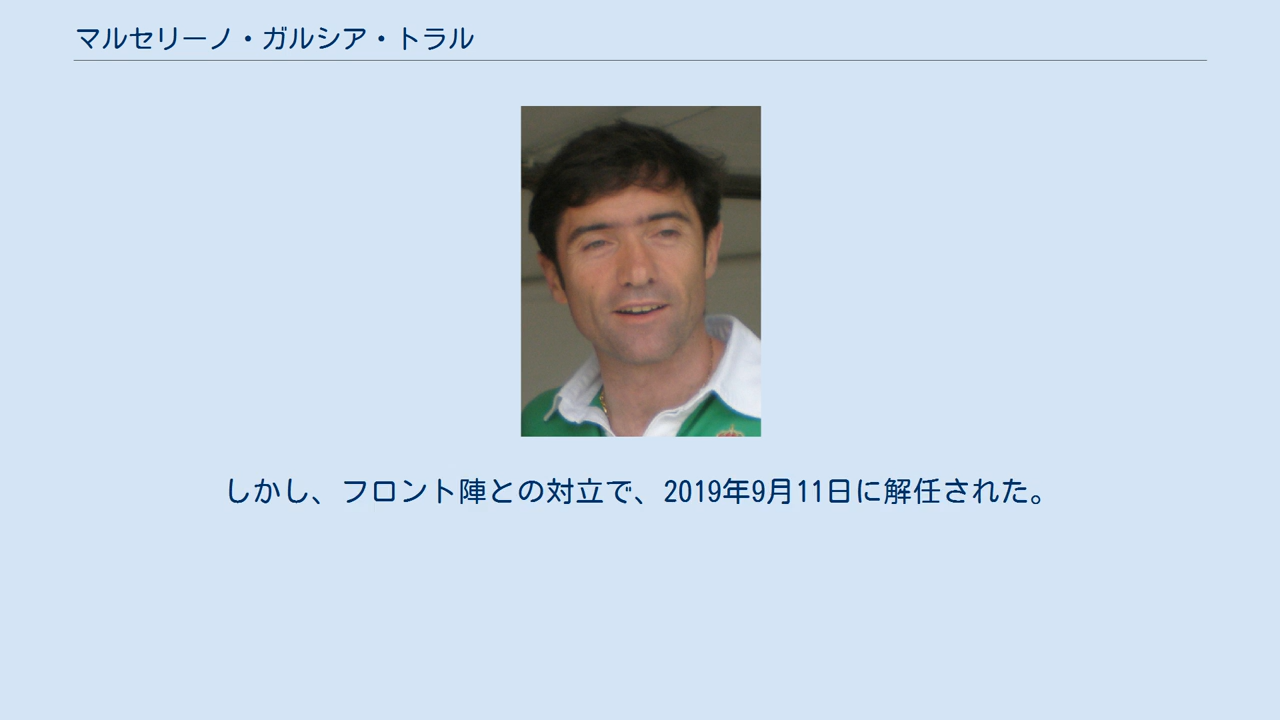 マルセリーノ・ガルシア・トラル
しかし、フロント陣との対立で、2019年9月11日に解任された。